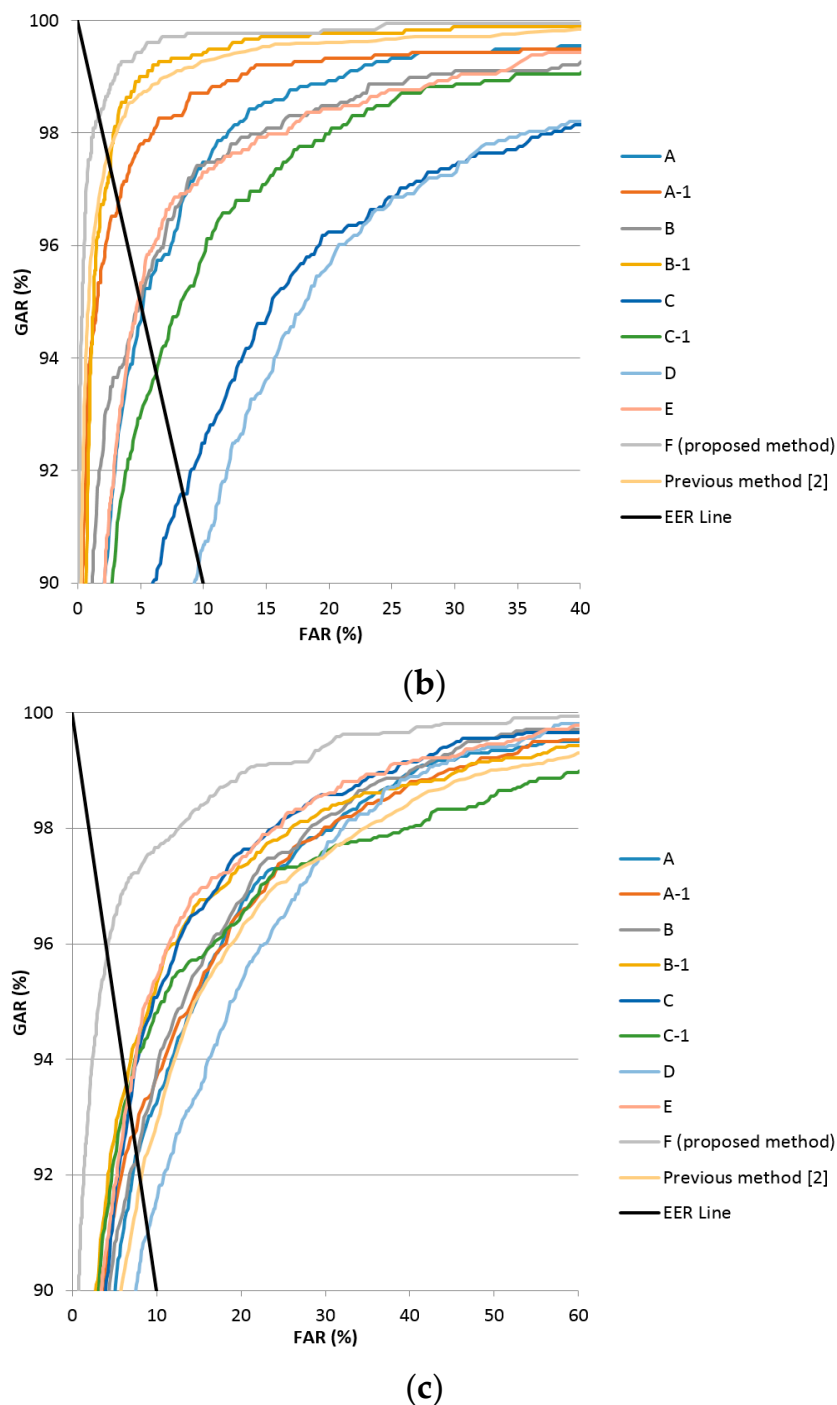 100
98
96
94
92
90
GAR (%)
0 5 10 15 20 25 30 35 40
FAR (%)
A
A-1
B
B-1
C
C-1
D
E
F (proposed method)
Previous method [2]
EER Line
(b)
100
98
96
94
92
90
GAR (%)
0 10 20 30 40 50 60
FAR (%)
A
A-1
B
B-1
C
C-1
D
E
F (proposed method)
Previous method [2]
EER Line
(c)